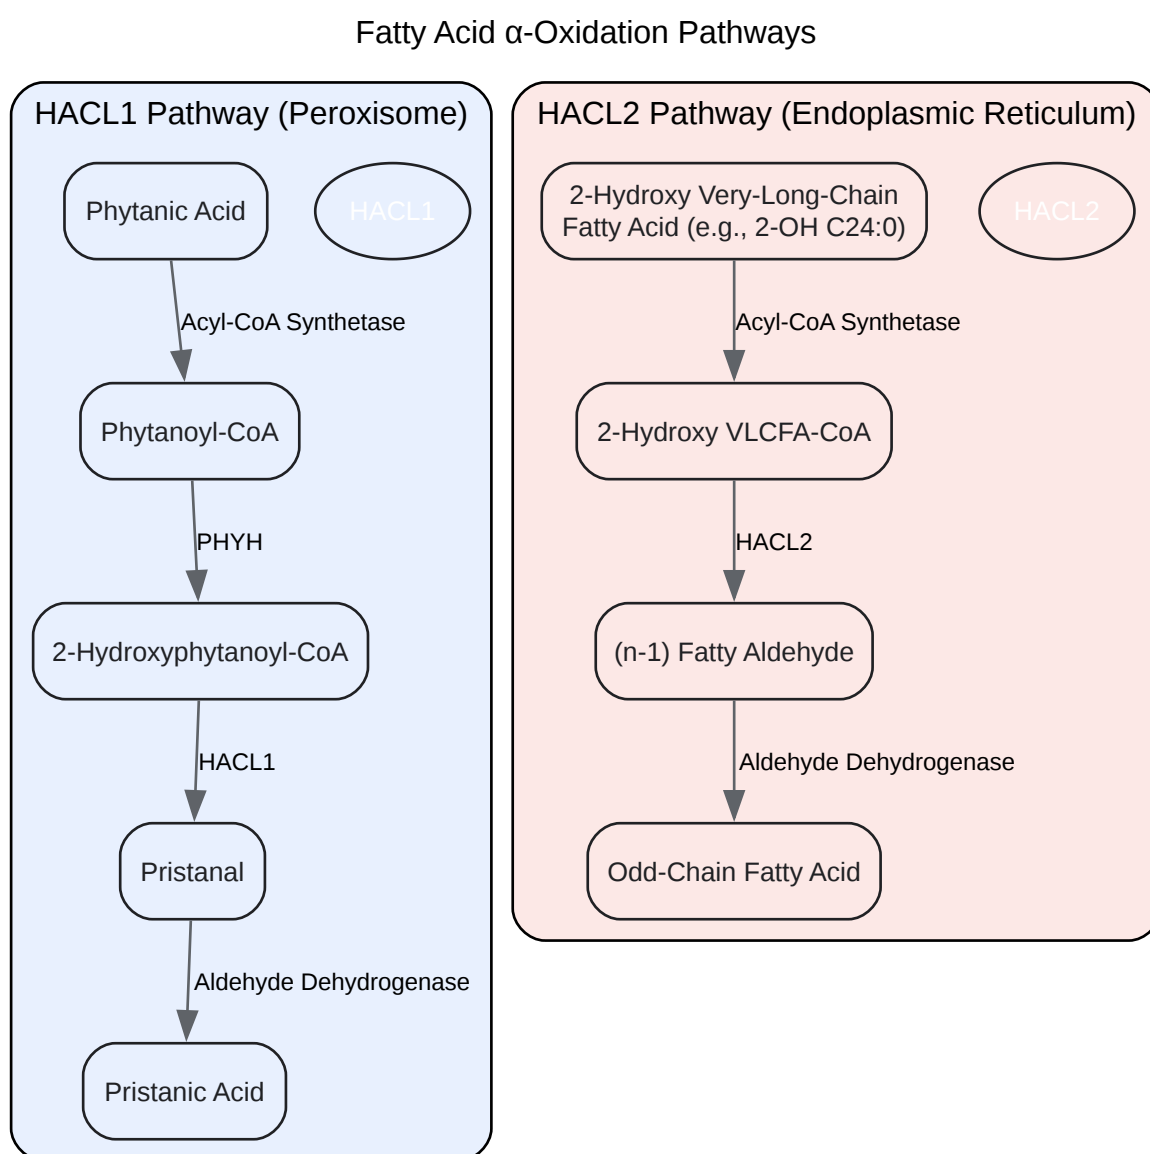 Fatty Acid α-Oxidation Pathways
HACL1 Pathway (Peroxisome)
Phytanic Acid
HACL1
Acyl-CoA Synthetase
Phytanoyl-CoA
PHYH
2-Hydroxyphytanoyl-CoA
HACL1
Pristanal
Aldehyde Dehydrogenase
Pristanic Acid
HACL2 Pathway (Endoplasmic Reticulum)
2-Hydroxy Very-Long-Chain
Fatty Acid (e.g., 2-OH C24:0)
HACL2
Acyl-CoA Synthetase
2-Hydroxy VLCFA-CoA
HACL2
(n-1) Fatty Aldehyde
Aldehyde Dehydrogenase
Odd-Chain Fatty Acid